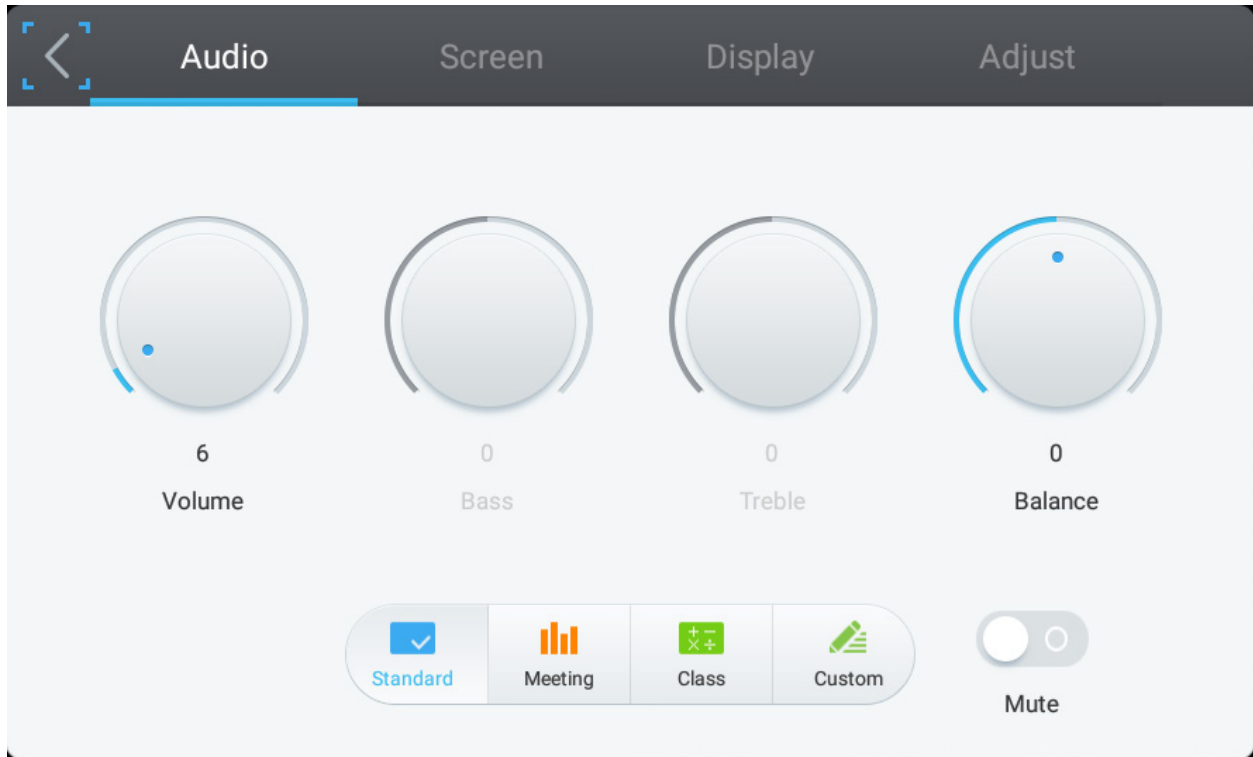 Audio Screen Display Adjust
6 0 0 0
Volume Bass Treble Balance
Standard Meeting Class Custom
Mute